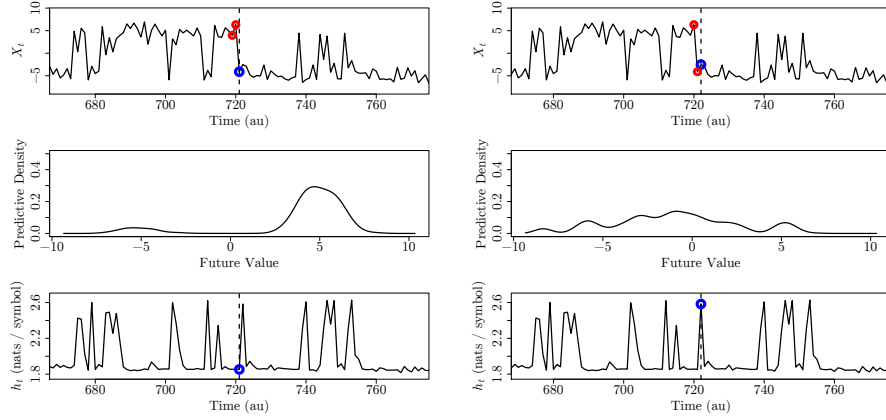 10
5
−5
X_t
680 700 720 740 760
Time (au)
10
5
−5
X_t
680 700 720 740 760
Time (au)
0.4
0.2
0.0
Predictive Density
−10 −5 0 5 10
Future Value
0.4
0.2
0.0
Predictive Density
−10 −5 0 5 10
Future Value
2.6
2.2
1.8
h_t (nats / symbol)
680 700 720 740 760
Time (au)
2.6
2.2
1.8
h_t (nats / symbol)
680 700 720 740 760
Time (au)